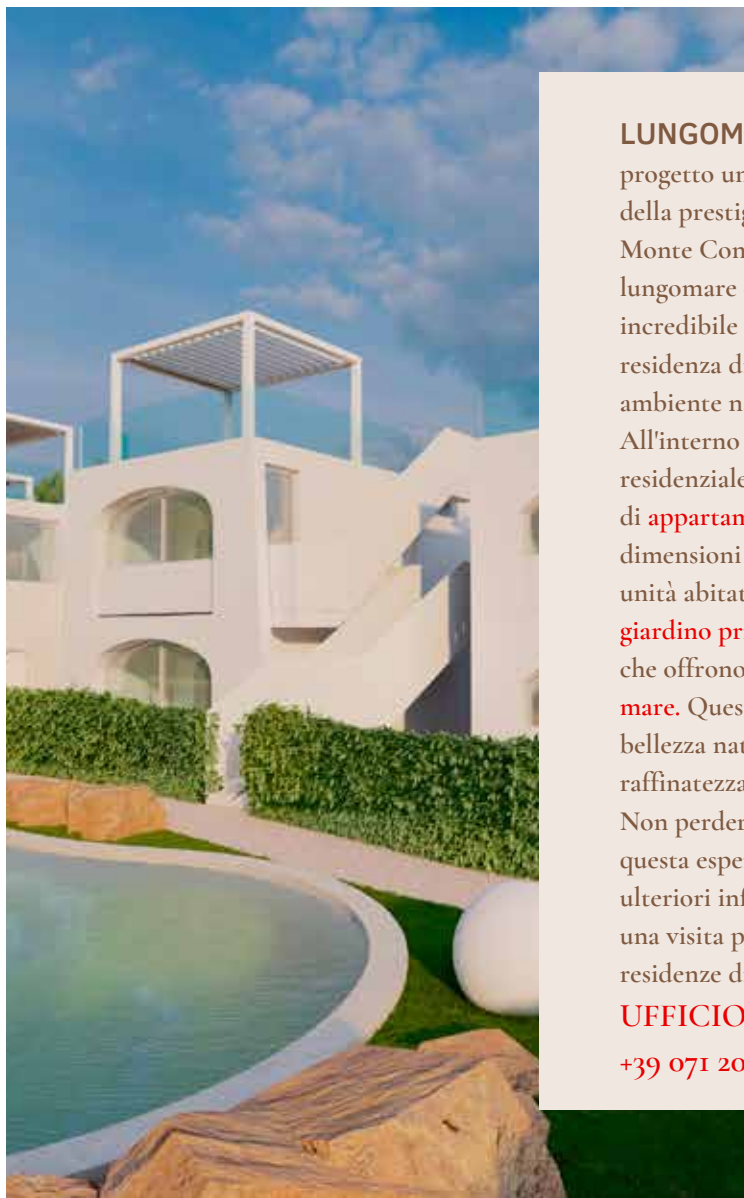 LUNGOM
progetto un
della presti
Monte Con
lungomare
incredibile
residenza d
ambiente n
All'interno
residenziale
di appartan
dimensioni
unità abitat
giardino pr
che offrono
mare. Ques
bellezza nat
raffinatezza
Non perder
questa espe
ulteriori inf
una visita p
residenze d
UFFICIO
+39 071 20